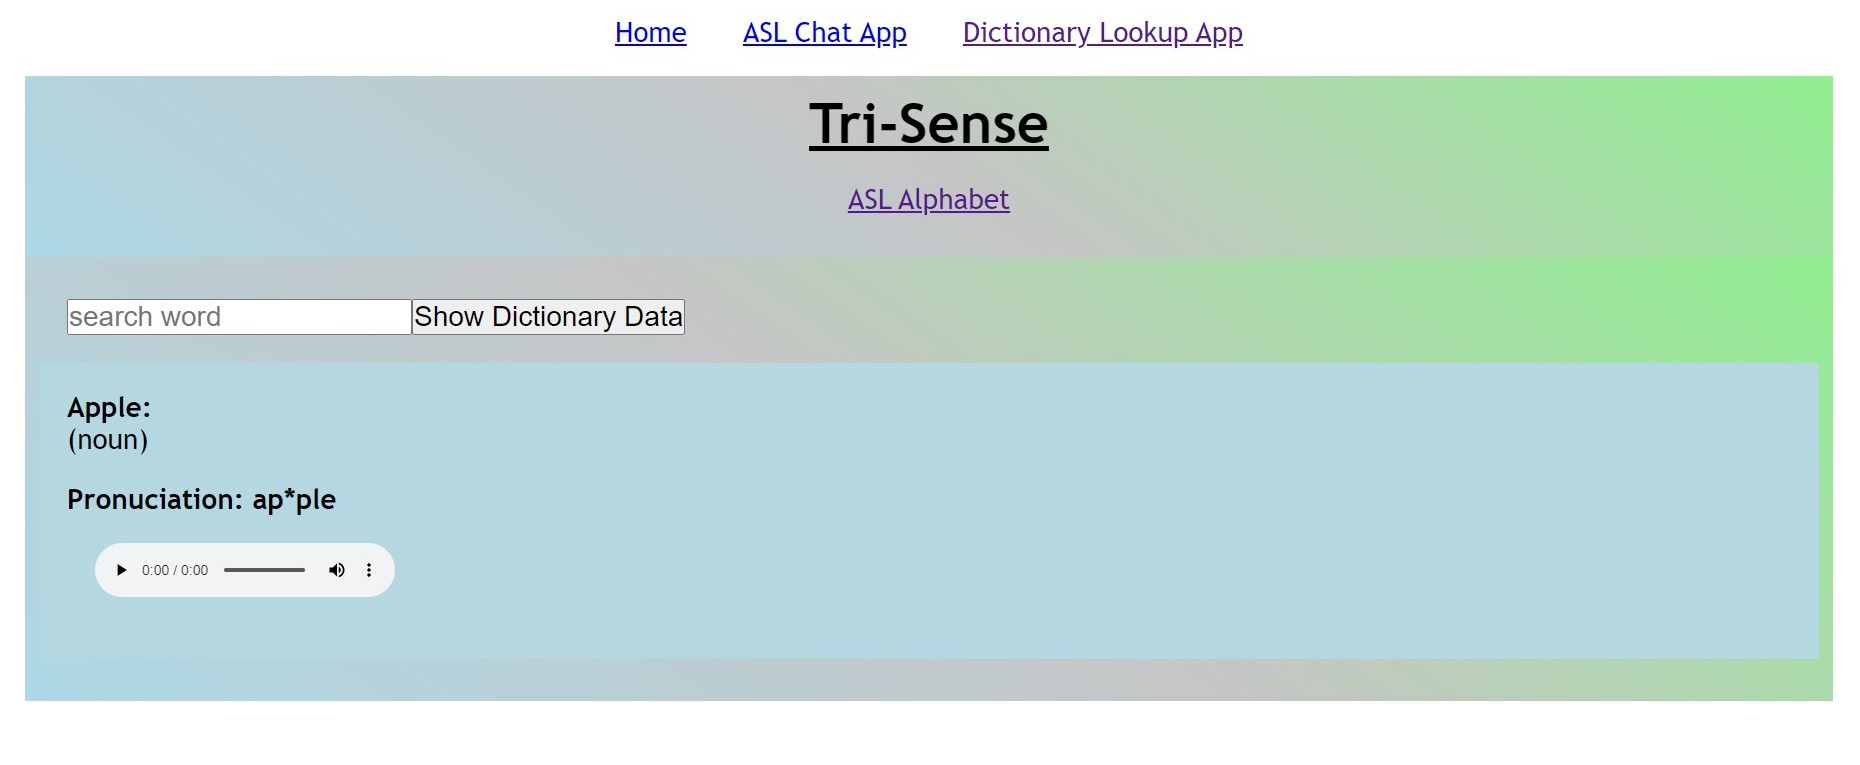 Home ASL Chat App Dictionary Lookup App
Tri-Sense
ASL Alphabet
search word Show Dictionary Data
Apple:
(noun)
Pronuciation: ap*ple
0:00 / 0:00